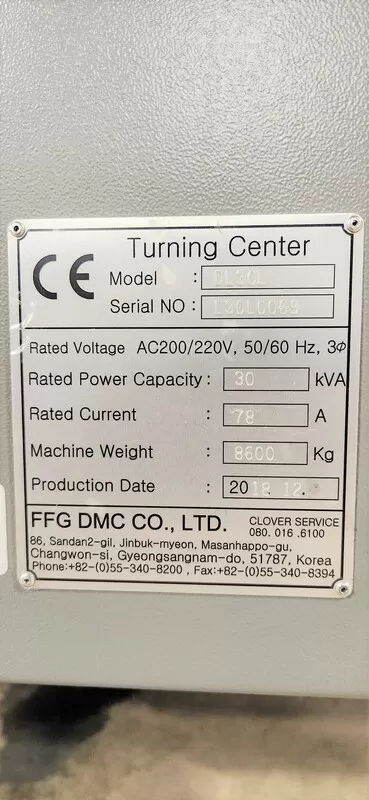 CE
Turning Center
Model : DL30L
Serial NO : L30L0069
Rated Voltage AC200/220V, 50/60 Hz, 3Φ
Rated Power Capacity : 30 kVA
Rated Current : 78 A
Machine Weight : 8600 Kg
Production Date : 2018.12.
FFG DMC CO., LTD. CLOVER SERVICE
080. 016 .6100
86, Sandan2-gil, Jinbuk-myeon, Masanhappo-gu,
Changwon-si, Gyeongsangnam-do, 51787, Korea
Phone:+82-(0)55-340-8200 , Fax:+82-(0)55-340-8394